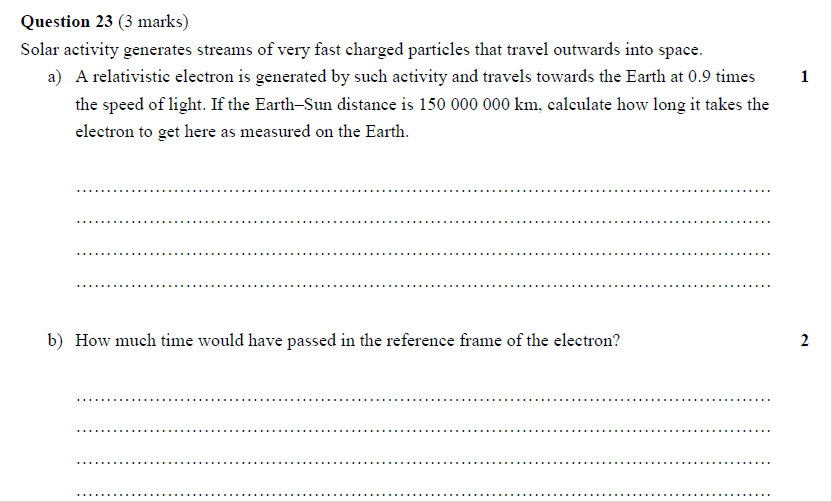 Question 23 (3 marks)
Solar activity generates streams of very fast charged particles that travel outwards into space.
a) A relativistic electron is generated by such activity and travels towards the Earth at 0.9 times 1
the speed of light. If the Earth–Sun distance is 150 000 000 km, calculate how long it takes the
electron to get here as measured on the Earth.
b) How much time would have passed in the reference frame of the electron? 2